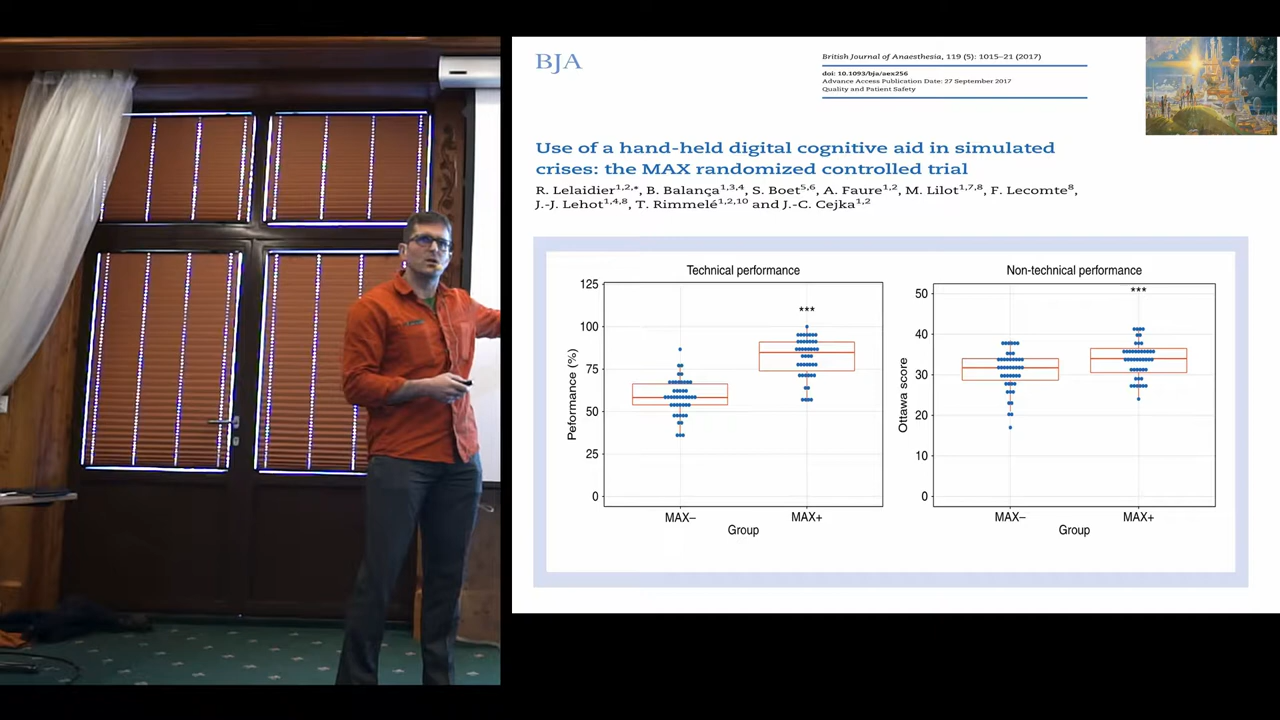 BJA
British Journal of Anaesthesia, 119 (5): 1015–21 (2017)
doi: 10.1093/bja/aex256
Advance Access Publication Date: 27 September 2017
Quality and Patient Safety
Use of a hand-held digital cognitive aid in simulated
crises: the MAX randomized controlled trial
R. Lelaidier1,2,*, B. Balança1,3,4, S. Boet5,6, A. Faure1,2, M. Lilot1,7,8, F. Lecomte8,
J.-J. Lehot1,4,8, T. Rimmelé1,2,10 and J.-C. Cejka1,2
Technical performance
125
100
75
50
25
0
Peformance (%)
***
MAX–
MAX+
Group
Non-technical performance
50
40
30
20
10
0
Ottawa score
***
MAX–
MAX+
Group